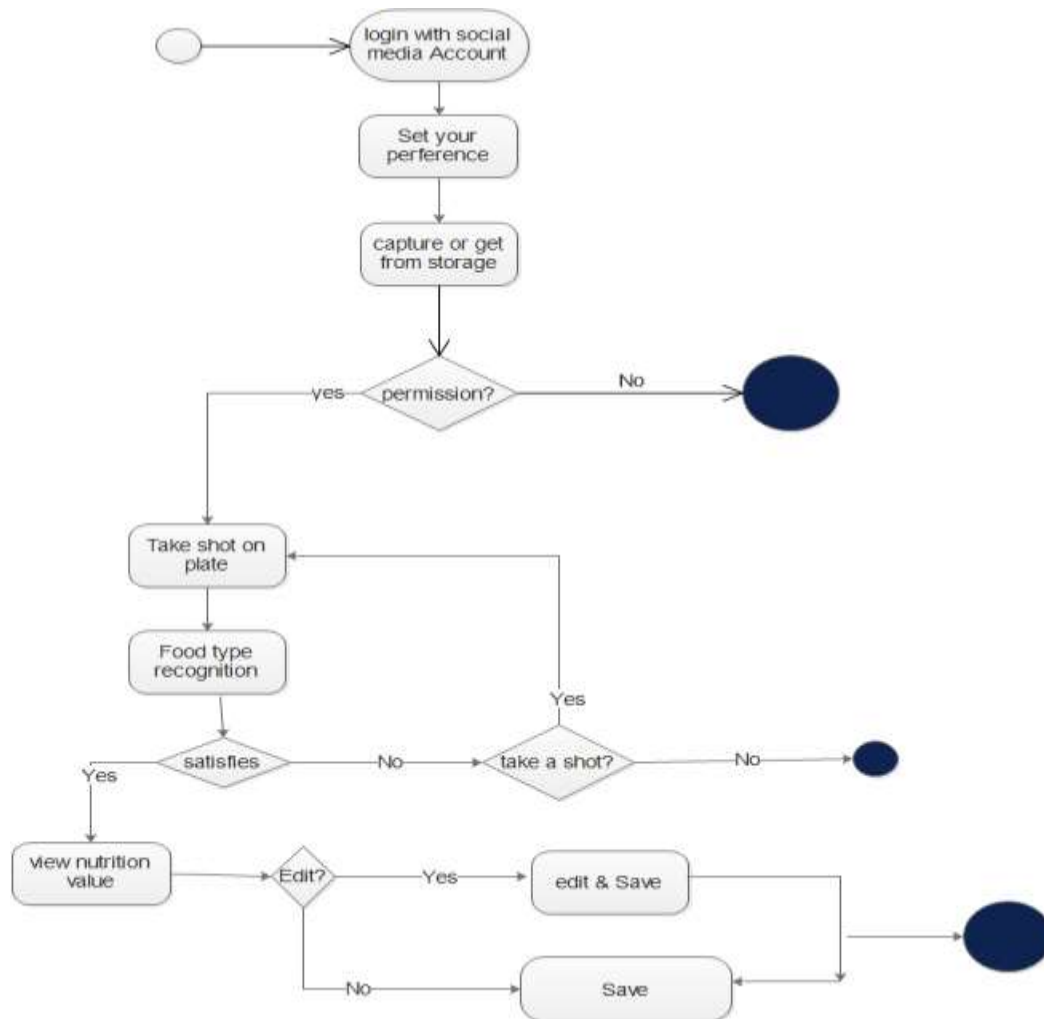 login with social
media Account
Set your
perference
capture or get
from storage
permission?
No
yes
Take shot on
plate
Food type
recognition
Yes
satisfies
No
take a shot?
No
Yes
view nutrition
value
Edit?
Yes
edit & Save
No
Save